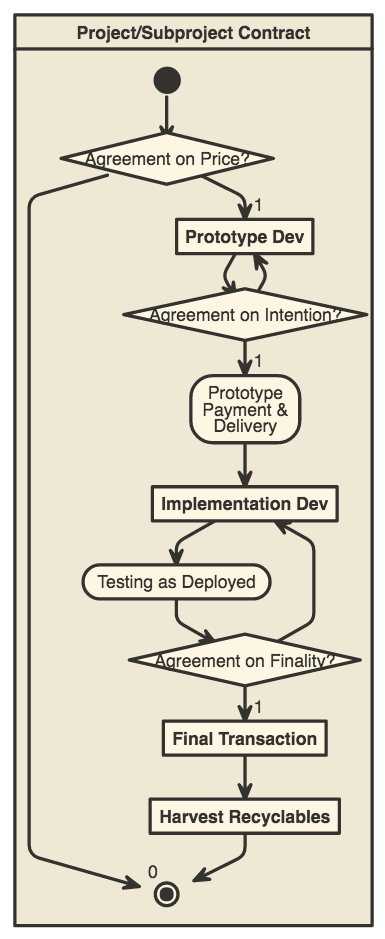 Project/Subproject Contract
Agreement on Price?
1
Prototype Dev
Agreement on Intention?
1
Prototype
Payment &
Delivery
Implementation Dev
Testing as Deployed
Agreement on Finality?
1
Final Transaction
Harvest Recyclables
0